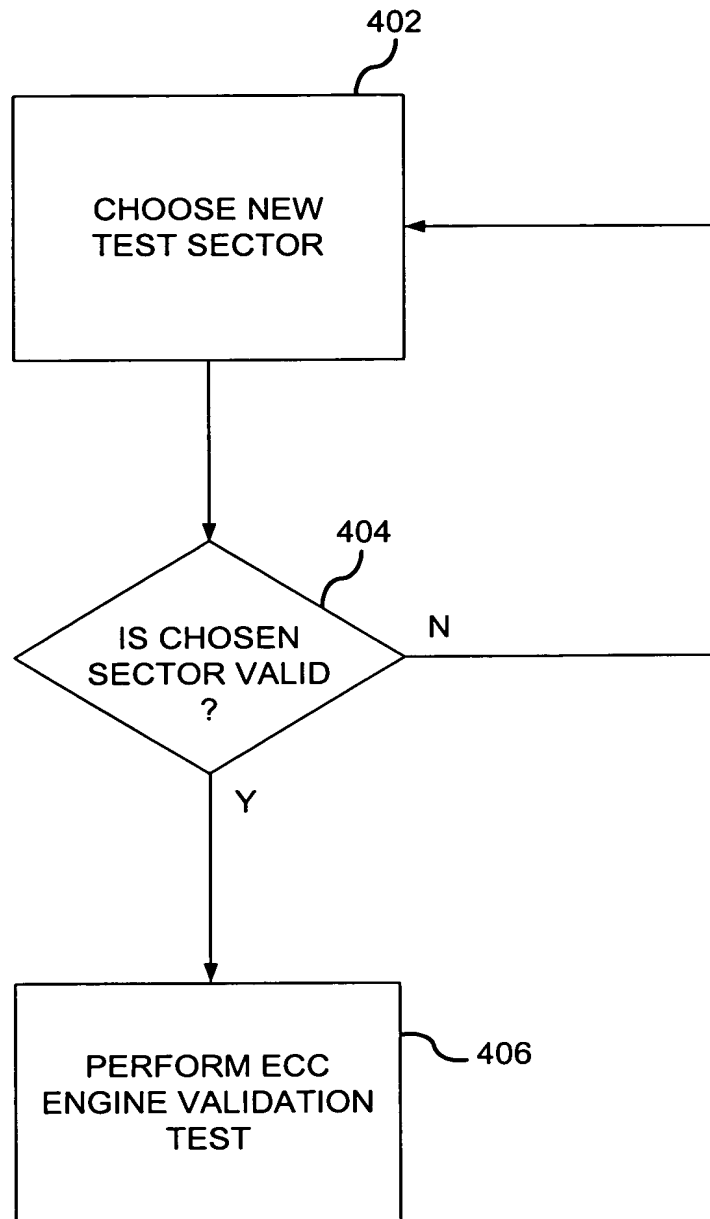 402
CHOOSE NEW
TEST SECTOR
404
IS CHOSEN
SECTOR VALID
?
N
Y
PERFORM ECC
ENGINE VALIDATION
TEST
406